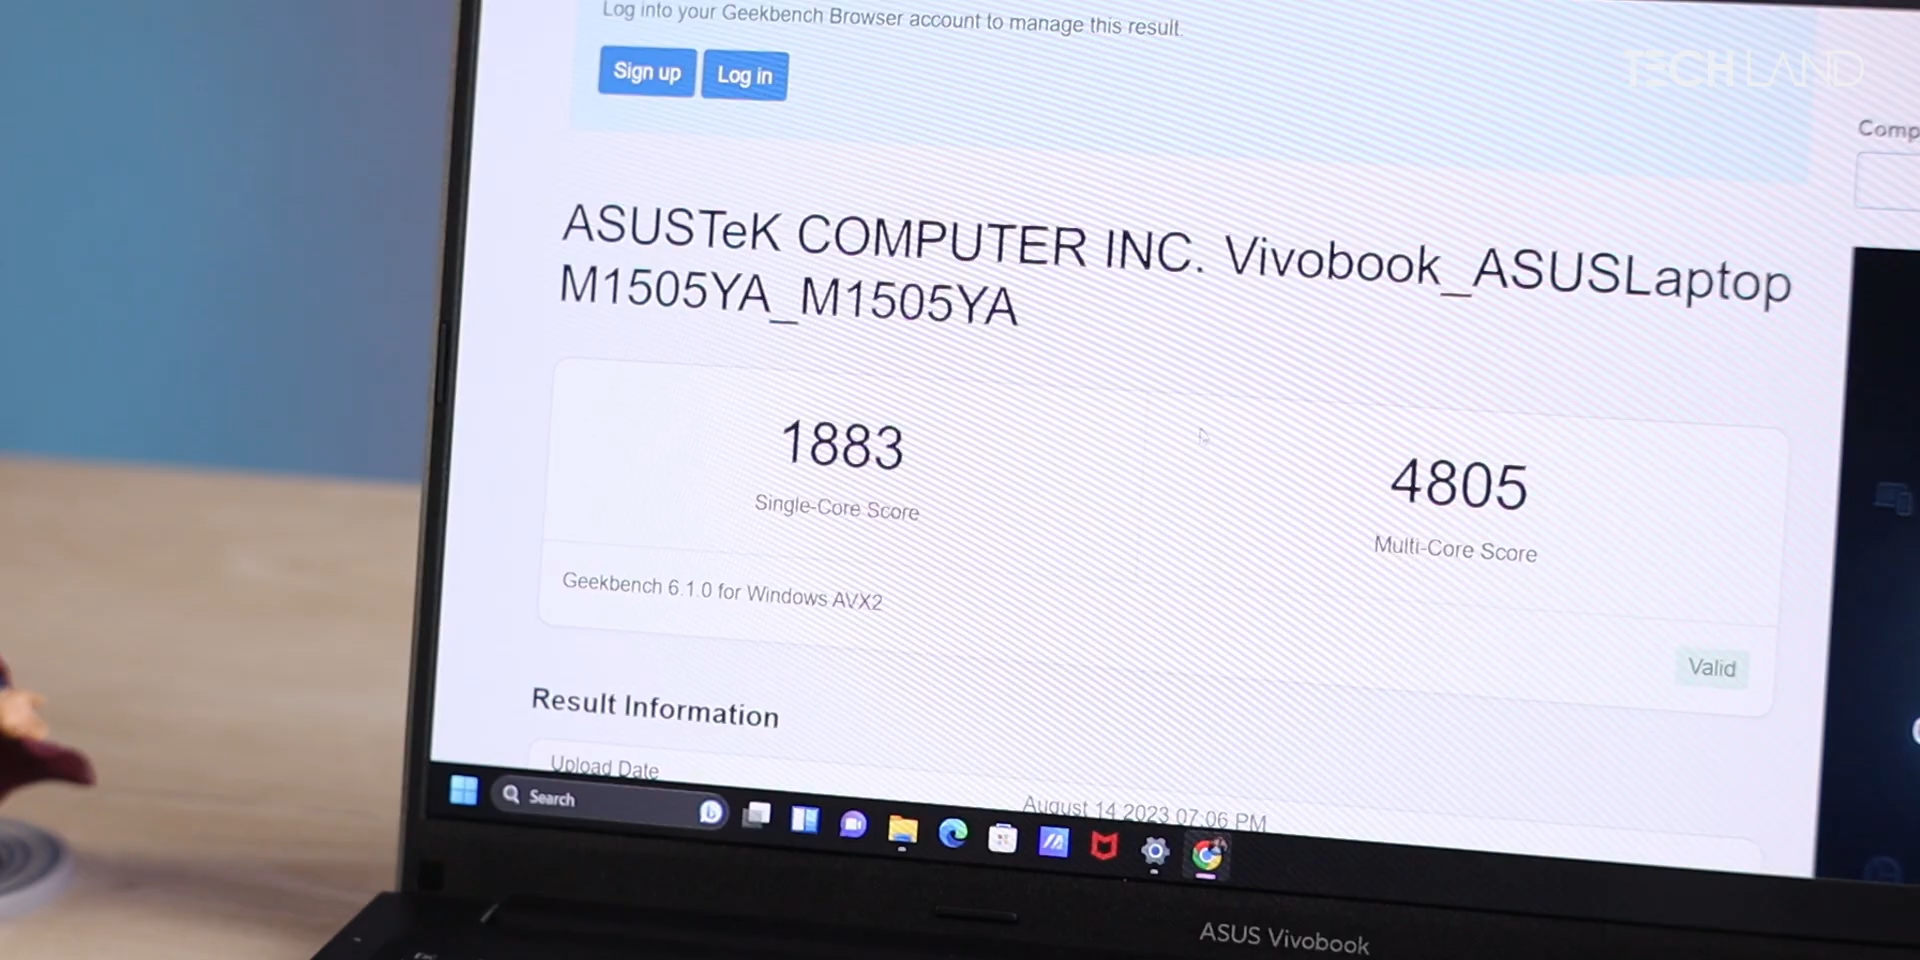 Log into your Geekbench Browser account to manage this result.
Sign up
Log in
TECHLAND
Comp
ASUSTeK COMPUTER INC. Vivobook_ASUSLaptop
M1505YA_M1505YA
1883
Single-Core Score
4805
Multi-Core Score
Geekbench 6.1.0 for Windows AVX2
Valid
Result Information
Upload Date
August 14 2023 07:06 PM
Search
ASUS Vivobook